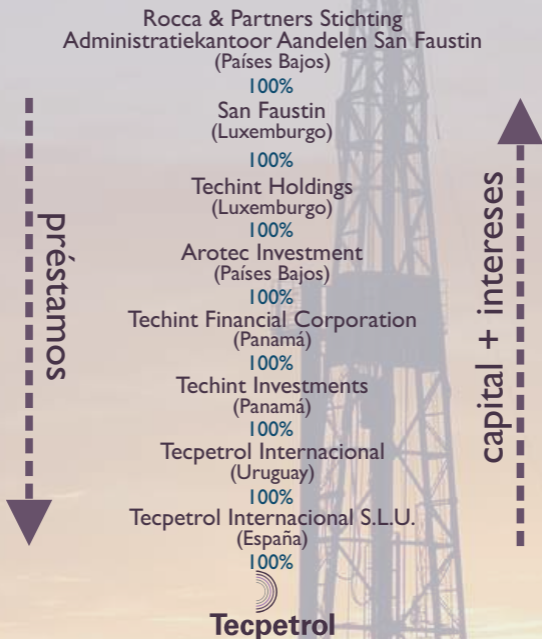 Rocca & Partners Stichting
Administratiekantoor Aandelen San Faustin
(Países Bajos)
100%
San Faustin
(Luxemburgo)
100%
Techint Holdings
(Luxemburgo)
100%
Arotec Investment
(Países Bajos)
100%
Techint Financial Corporation
(Panamá)
100%
Techint Investments
(Panamá)
100%
Tecpetrol Internacional
(Uruguay)
100%
Tecpetrol Internacional S.L.U.
(España)
100%
Tecpetrol
préstamos
capital + intereses